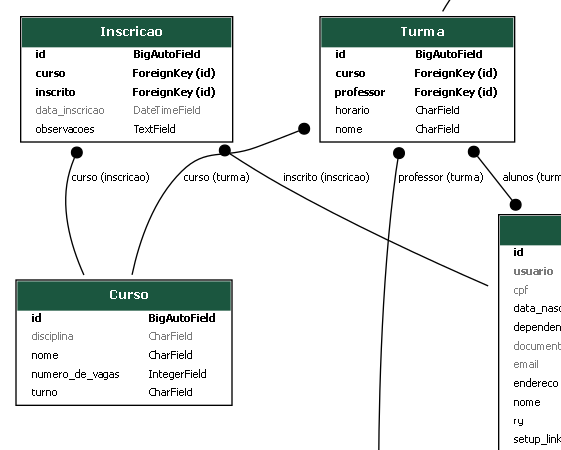 Inscricao
id BigAutoField
curso ForeignKey (id)
inscrito ForeignKey (id)
data_inscricao DateTimeField
observacoes TextField
Turma
id BigAutoField
curso ForeignKey (id)
professor ForeignKey (id)
horario CharField
nome CharField
curso (inscricao)
curso (turma)
inscrito (inscricao)
professor (turma)
alunos (turm
Curso
id BigAutoField
disciplina CharField
nome CharField
numero_de_vagas IntegerField
turno CharField
id
usuario
cpf
data_nasc
dependen
document
email
endereco
nome
ry
setup_link